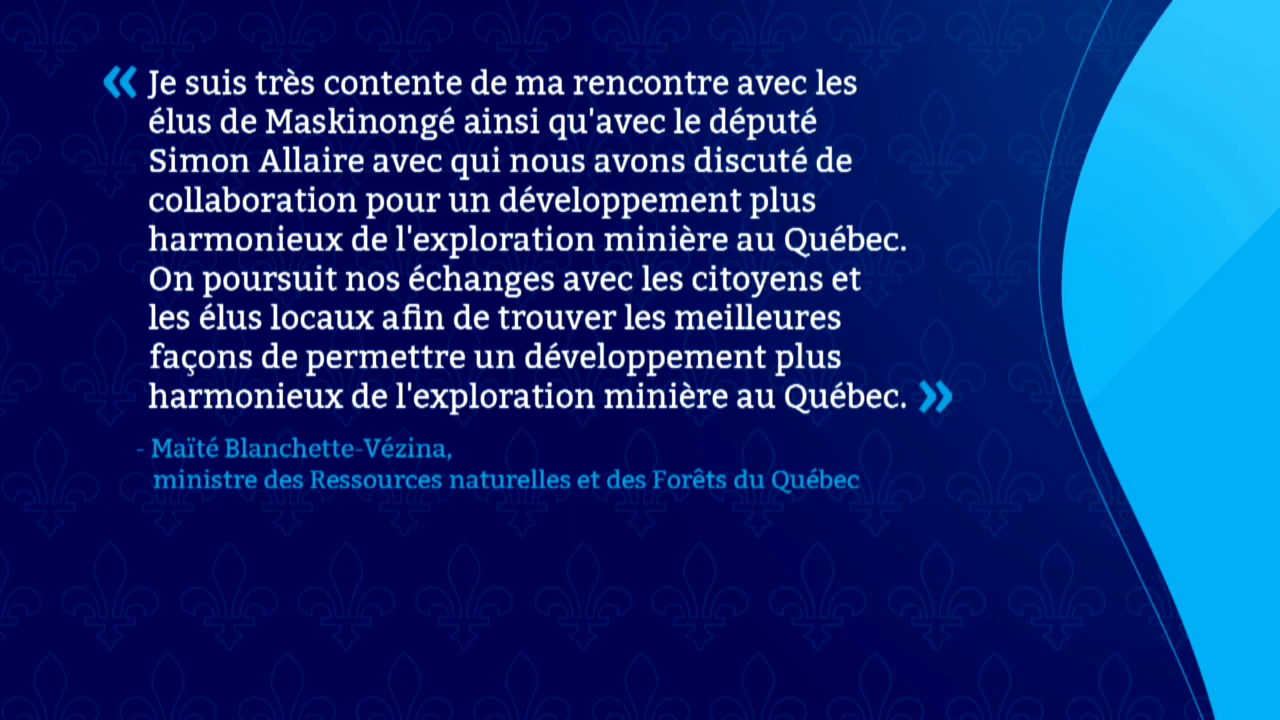 « Je suis très contente de ma rencontre avec les
élus de Maskinongé ainsi qu'avec le député
Simon Allaire avec qui nous avons discuté de
collaboration pour un développement plus
harmonieux de l'exploration minière au Québec.
On poursuit nos échanges avec les citoyens et
les élus locaux afin de trouver les meilleures
façons de permettre un développement plus
harmonieux de l'exploration minière au Québec. »
- Maïté Blanchette-Vézina,
ministre des Ressources naturelles et des Forêts du Québec